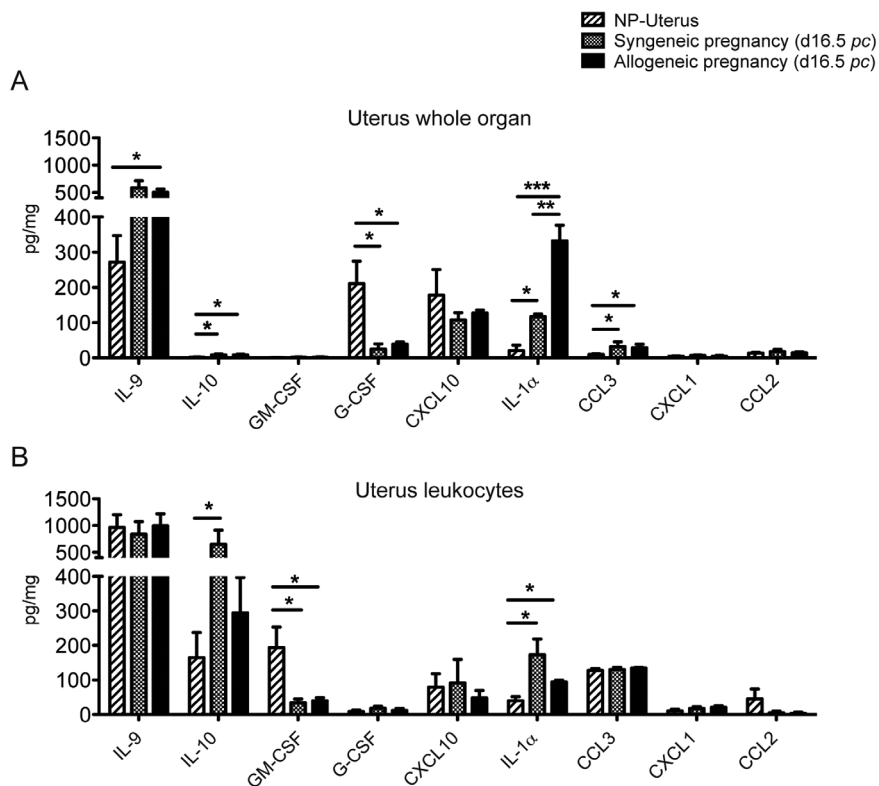 NP-Uterus
Syngeneic pregnancy (d16.5 pc)
Allogeneic pregnancy (d16.5 pc)
A
Uterus whole organ
1500
1000
500
400
300
200
100
0
pg/mg
*
*
*
*
*
*
**
***
*
*
IL-9
IL-10
GM-CSF
G-CSF
CXCL10
IL-1α
CCL3
CXCL1
CCL2
B
Uterus leukocytes
1500
1000
500
400
300
200
100
0
pg/mg
*
*
*
*
*
IL-9
IL-10
GM-CSF
G-CSF
CXCL10
IL-1α
CCL3
CXCL1
CCL2